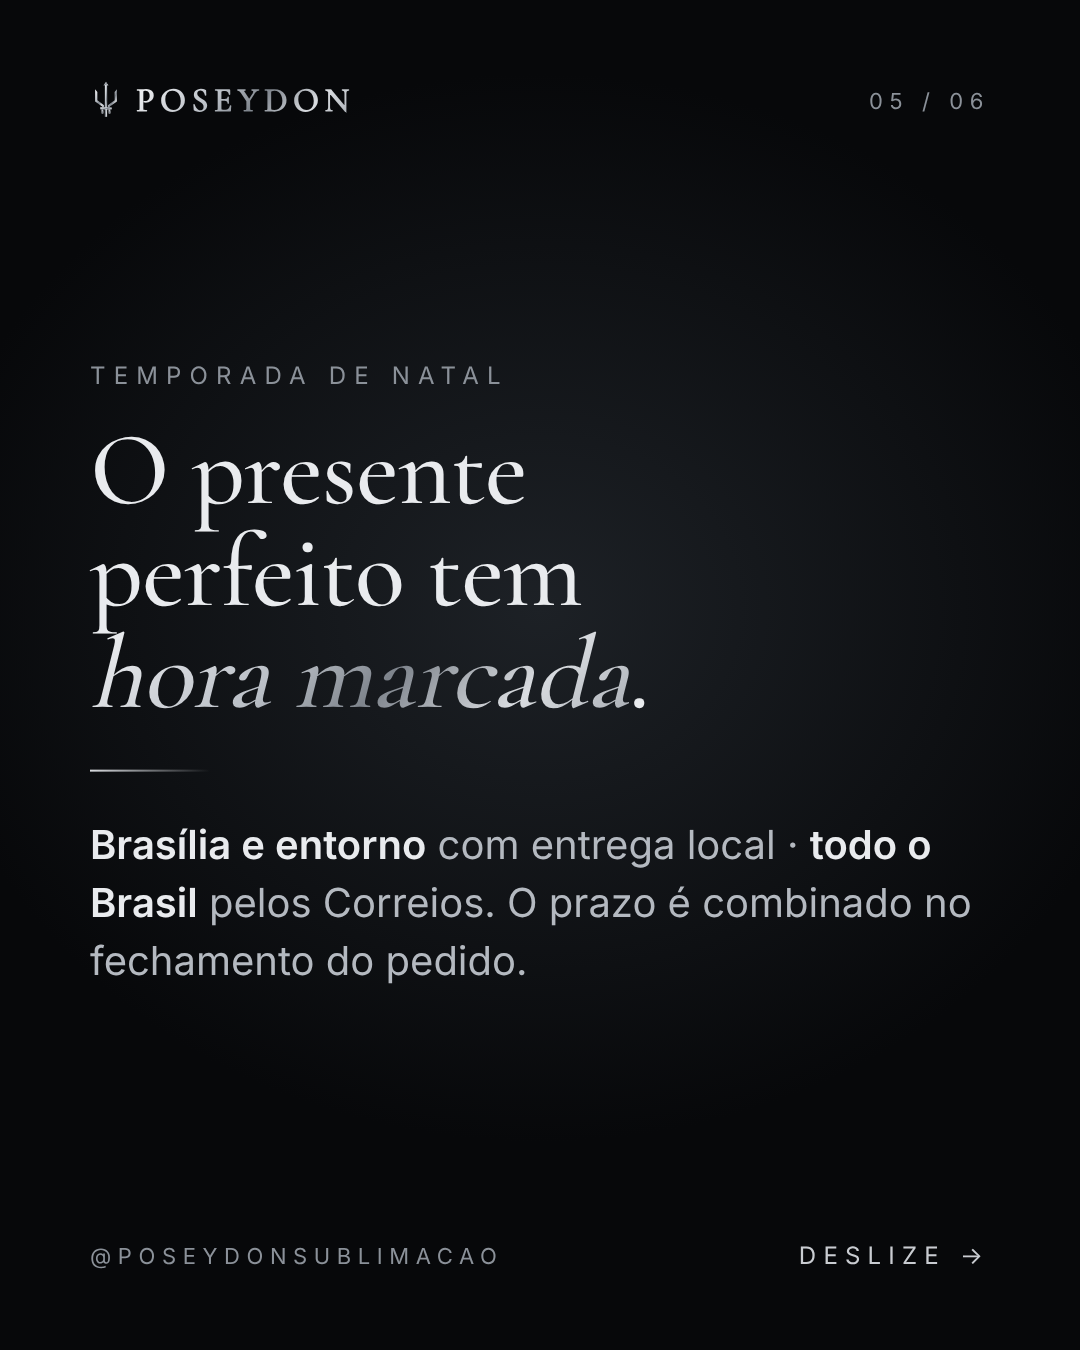 POSEYDON
05 / 06
TEMPORADA DE NATAL
O presente
perfeito tem
hora marcada.
Brasília e entorno com entrega local · todo o
Brasil pelos Correios. O prazo é combinado no
fechamento do pedido.
@POSEYDONSUBLIMACAO
DESLIZE →